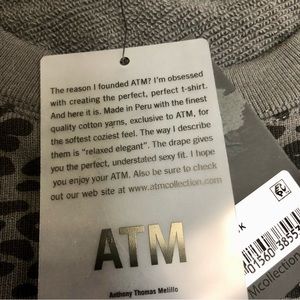 The reason I founded ATM? I'm obsessed
with creating the perfect, perfect t-shirt.
And here it is. Made in Peru with the finest
quality cotton yarns, exclusive to ATM, for
the softest coziest feel. The way I describe
them is "relaxed elegant". The drape gives
you the perfect, understated sexy fit. I hope
you enjoy your ATM. Also be sure to check
out our web site at www.atmcollection.com
ATM
Anthony Thomas Melillo
Mcollection